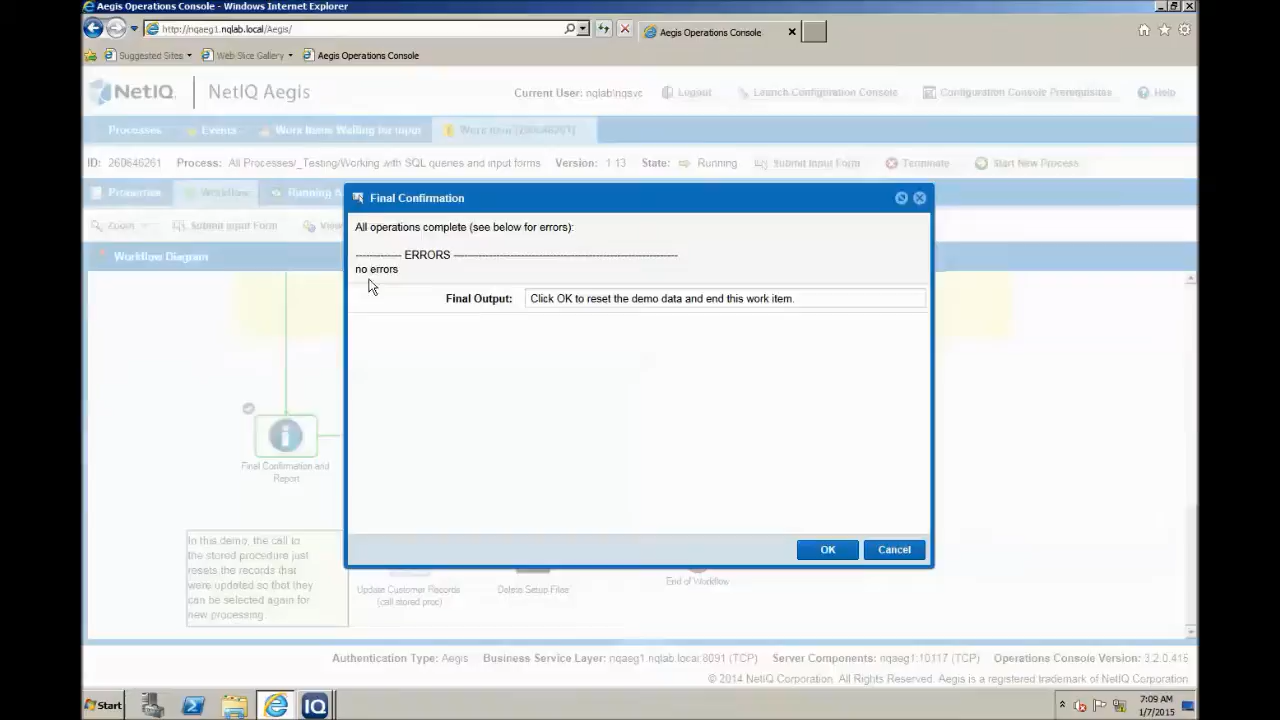 Aegis Operations Console - Windows Internet Explorer
http://nqaeg1.nqlab.local/Aegis/
Aegis Operations Console
Suggested Sites
Web Slice Gallery
Aegis Operations Console
NetIQ.
NetIQ Aegis
Current User: nqlab\nqsvc
Logout
Launch Configuration Console
Configuration Console Prerequisites
Help
Processes
Events
Work Items Waiting for Input
Work Item [260646261]
ID: 260646261 Process: All Processes/_Testing/Working with SQL queries and input forms Version: 1.13 State: Running
Submit Input Form
Terminate
Start New Process
Properties
Workflow
Running
Zoom
Submit Input Form
Workflow Diagram
Final Confirmation
All operations complete (see below for errors):
------------- ERRORS ----------------------------------------------------------------
no errors
Final Output: Click OK to reset the demo data and end this work item.
OK
Cancel
Final Confirmation and
Report
In this demo, the call to
the stored procedure just
resets the records that
were updated so that they
can be selected again for
new processing.
Update Customer Records
(call stored proc)
Delete Setup Files
End of Workflow
Authentication Type: Aegis Business Service Layer: nqaeg1.nqlab.local:8091 (TCP) Server Components: nqaeg1:10117 (TCP) Operations Console Version: 3.2.0.415
© 2014 NetIQ Corporation. All Rights Reserved. Aegis is a registered trademark of NetIQ Corporation
Start
IQ
7:09 AM
1/7/2015